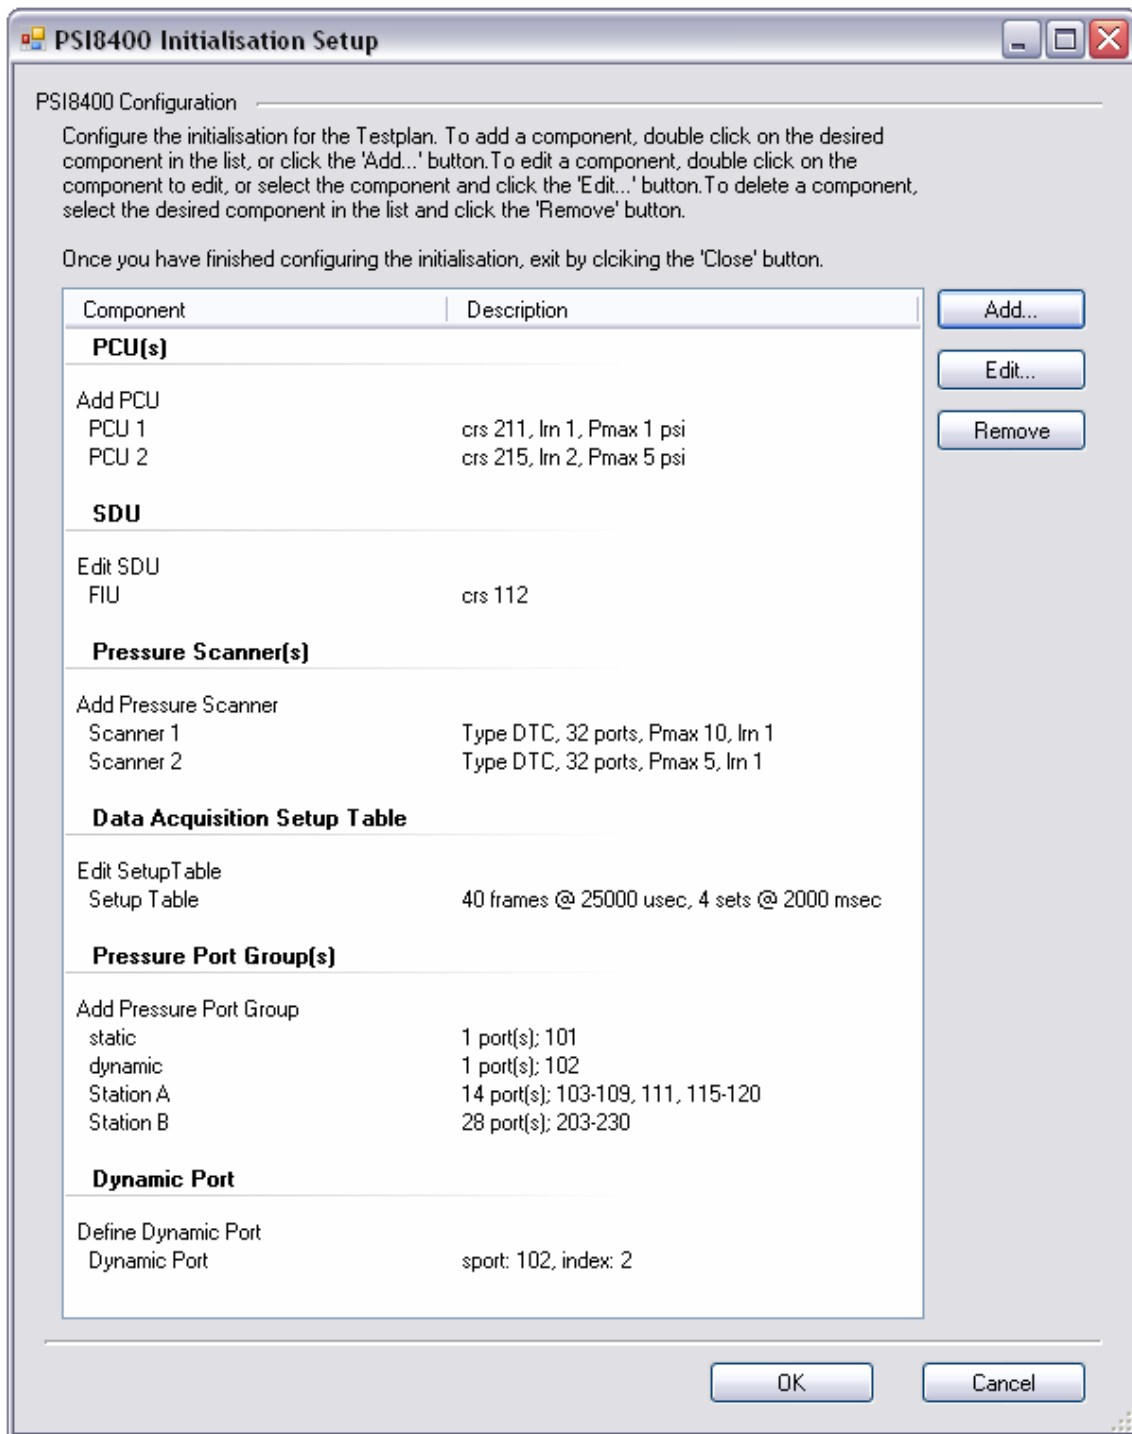 PSI8400 Initialisation Setup
PSI8400 Configuration
Configure the initialisation for the Testplan. To add a component, double click on the desired
component in the list, or click the 'Add...' button.To edit a component, double click on the
component to edit, or select the component and click the 'Edit...' button.To delete a component,
select the desired component in the list and click the 'Remove' button.
Once you have finished configuring the initialisation, exit by clciking the 'Close' button.
Component Description
Add...
PCU(s)
Edit...
Add PCU
PCU 1 crs 211, lrn 1, Pmax 1 psi
Remove
PCU 2 crs 215, lrn 2, Pmax 5 psi
SDU
Edit SDU
FIU crs 112
Pressure Scanner(s)
Add Pressure Scanner
Scanner 1 Type DTC, 32 ports, Pmax 10, lrn 1
Scanner 2 Type DTC, 32 ports, Pmax 5, lrn 1
Data Acquisition Setup Table
Edit SetupTable
Setup Table 40 frames @ 25000 usec, 4 sets @ 2000 msec
Pressure Port Group(s)
Add Pressure Port Group
static 1 port(s); 101
dynamic 1 port(s); 102
Station A 14 port(s); 103-109, 111, 115-120
Station B 28 port(s); 203-230
Dynamic Port
Define Dynamic Port
Dynamic Port sport: 102, index: 2
OK Cancel